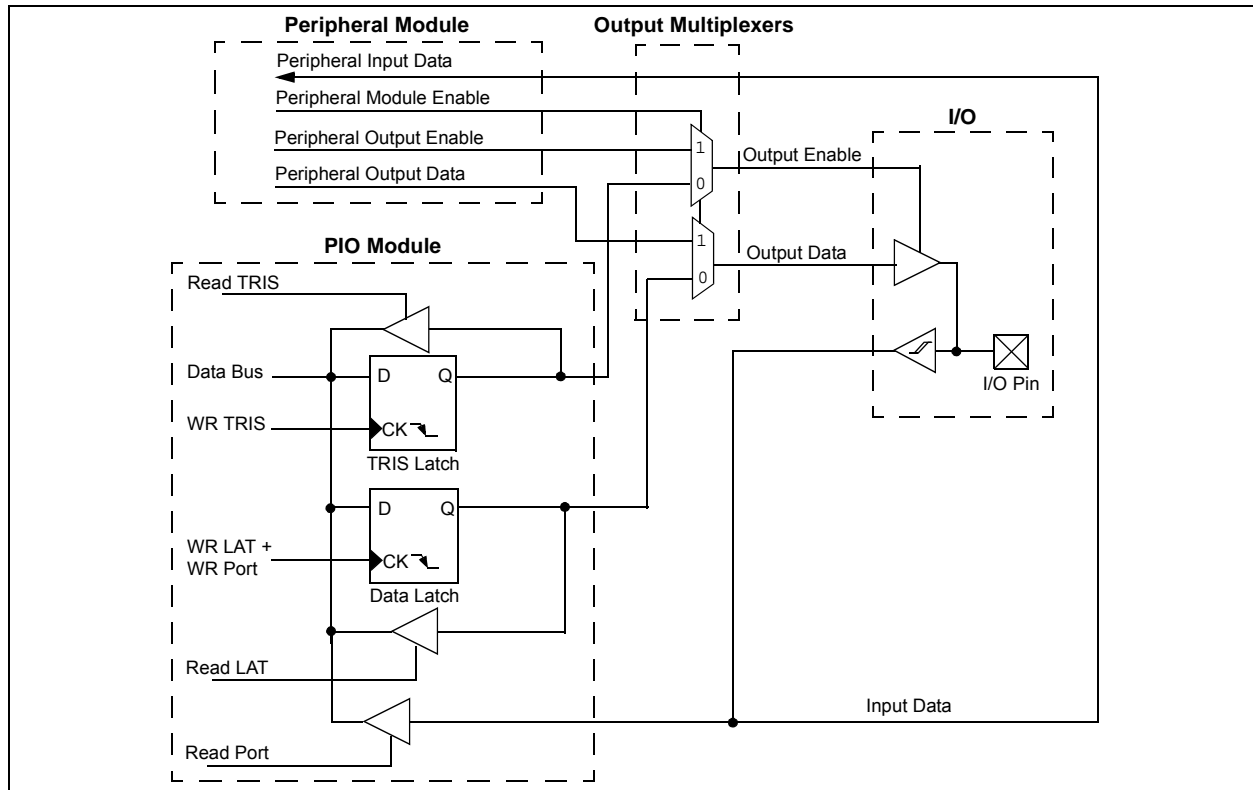 Peripheral Module
Output Multiplexers
Peripheral Input Data
Peripheral Module Enable
Peripheral Output Enable
Peripheral Output Data
1
0
1
0
Output Enable
Output Data
I/O
I/O Pin
PIO Module
Read TRIS
Data Bus
D
Q
WR TRIS
CK
TRIS Latch
D
Q
WR LAT +
WR Port
CK
Data Latch
Read LAT
Input Data
Read Port